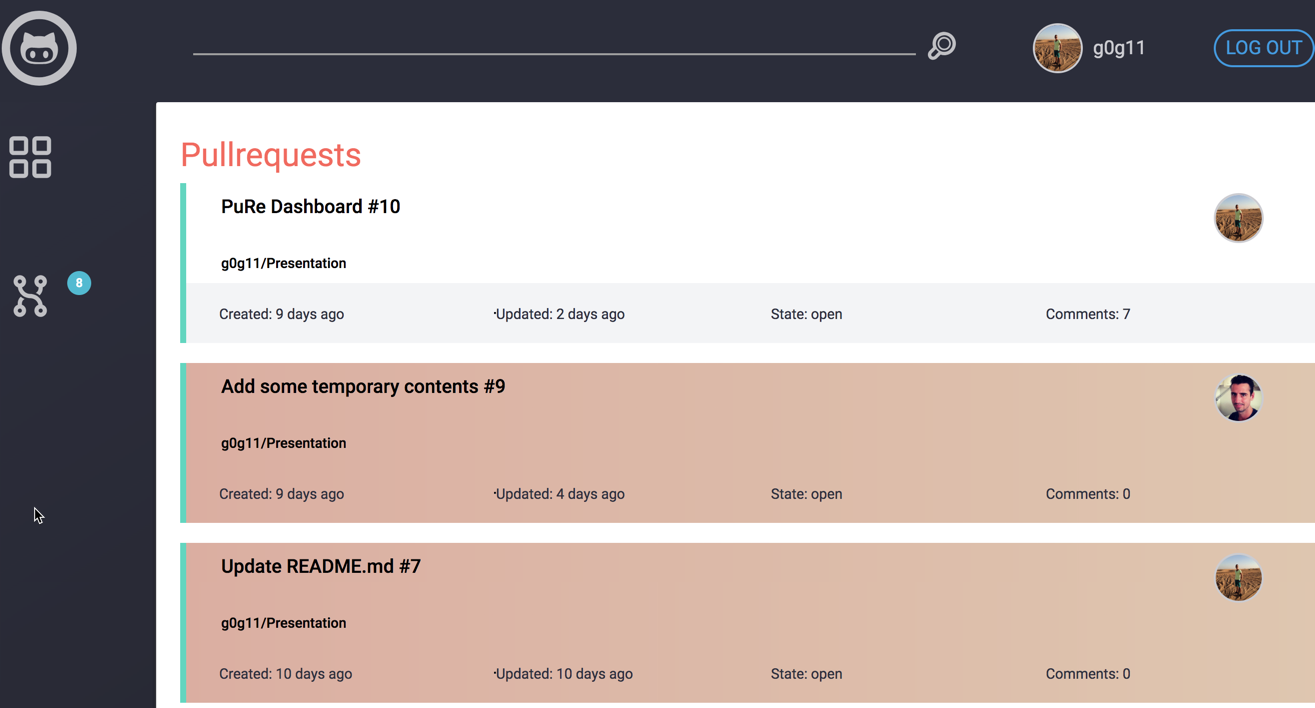 g0g11
LOG OUT
Pullrequests
PuRe Dashboard #10
g0g11/Presentation
Created: 9 days ago
·Updated: 2 days ago
State: open
Comments: 7
8
Add some temporary contents #9
g0g11/Presentation
Created: 9 days ago
·Updated: 4 days ago
State: open
Comments: 0
Update README.md #7
g0g11/Presentation
Created: 10 days ago
·Updated: 10 days ago
State: open
Comments: 0